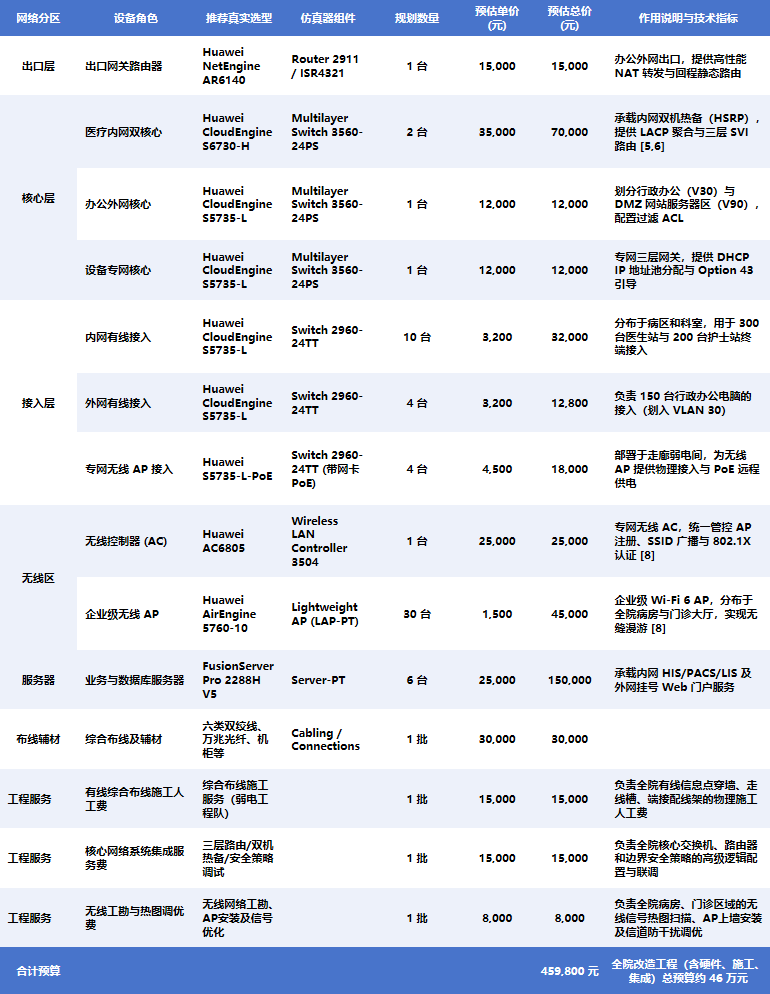 网络分区 设备角色 推荐真实选型 仿真器组件 规划数量 预估单价 预估总价 作用说明与技术指标
(元) (元)
出口层 出口网关路由器 Huawei NetEngine AR6140 Router 2911 / ISR4321 1 台 15,000 15,000 办公外网出口，提供高性能 NAT 转发与回程静态路由
核心层
医疗内网双核心 Huawei CloudEngine S6730-H Multilayer Switch 3560-24PS 2 台 35,000 70,000 承载内网双机热备（HSRP），提供 LACP 聚合与三层 SVI 路由 [5,6]
办公外网核心 Huawei CloudEngine S5735-L Multilayer Switch 3560-24PS 1 台 12,000 12,000 划分行政办公（V30）与 DMZ 网站服务器区（V90），配置过滤 ACL
设备专网核心 Huawei CloudEngine S5735-L Multilayer Switch 3560-24PS 1 台 12,000 12,000 专网三层网关，提供 DHCP IP 地址池分配与 Option 43 引导
接入层
内网有线接入 Huawei CloudEngine S5735-L Switch 2960-24TT 10 台 3,200 32,000 分布于病区和科室，用于 300 台医生站与 200 台护士站终端接入
外网有线接入 Huawei CloudEngine S5735-L Switch 2960-24TT 4 台 3,200 12,800 负责 150 台行政办公电脑的接入（划入 VLAN 30）
专网无线 AP 接入 Huawei S5735-L-PoE Switch 2960-24TT (带网卡 PoE) 4 台 4,500 18,000 部署于走廊弱电间，为无线 AP 提供物理接入与 PoE 远程供电
无线区
无线控制器 (AC) Huawei AC6805 Wireless LAN Controller 3504 1 台 25,000 25,000 专网无线 AC，统一管控 AP 注册、SSID 广播与 802.1X 认证 [8]
企业级无线 AP Huawei AirEngine 5760-10 Lightweight AP (LAP-PT) 30 台 1,500 45,000 企业级 Wi-Fi 6 AP，分布于全院病房与门诊大厅，实现无缝漫游 [8]
服务器 业务与数据库服务器 FusionServer Pro 2288H V5 Server-PT 6 台 25,000 150,000 承载内网 HIS/PACS/LIS 及外网挂号 Web 门户服务
布线辅材 综合布线及辅材 六类双绞线、万兆光纤、机柜等 Cabling / Connections 1 批 30,000 30,000
工程服务 有线综合布线施工人工费 综合布线施工服务（弱电工程队） 1 批 15,000 15,000 负责全院有线信息点穿墙、走线槽、端接配线架的物理施工人工费
工程服务 核心网络系统集成服务费 三层路由/双机热备/安全策略调试 1 批 15,000 15,000 负责全院核心交换机、路由器和边界安全策略的高级逻辑配置与联调
工程服务 无线工勘与热图调优费 无线网络工勘、AP安装及信号优化 1 批 8,000 8,000 负责全院病房、门诊区域的无线信号热图扫描、AP上墙安装及信道防干扰调优
合计预算 459,800 元 全院改造工程（含硬件、施工、集成）总预算约 46 万元